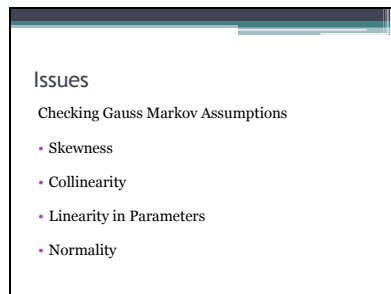 Issues
Checking Gauss Markov Assumptions
• Skewness
• Collinearity
• Linearity in Parameters
• Normality